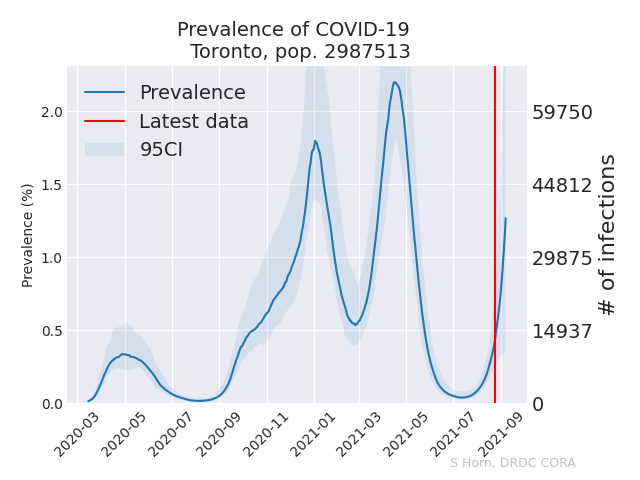 Prevalence of COVID-19
Toronto, pop. 2987513
Prevalence
Latest data
95CI
Prevalence (%)
2.0
1.5
1.0
0.5
0.0
59750
44812
29875
14937
0
# of infections
2020-03
2020-05
2020-07
2020-09
2020-11
2021-01
2021-03
2021-05
2021-07
2021-09
S Horn, DRDC CORA